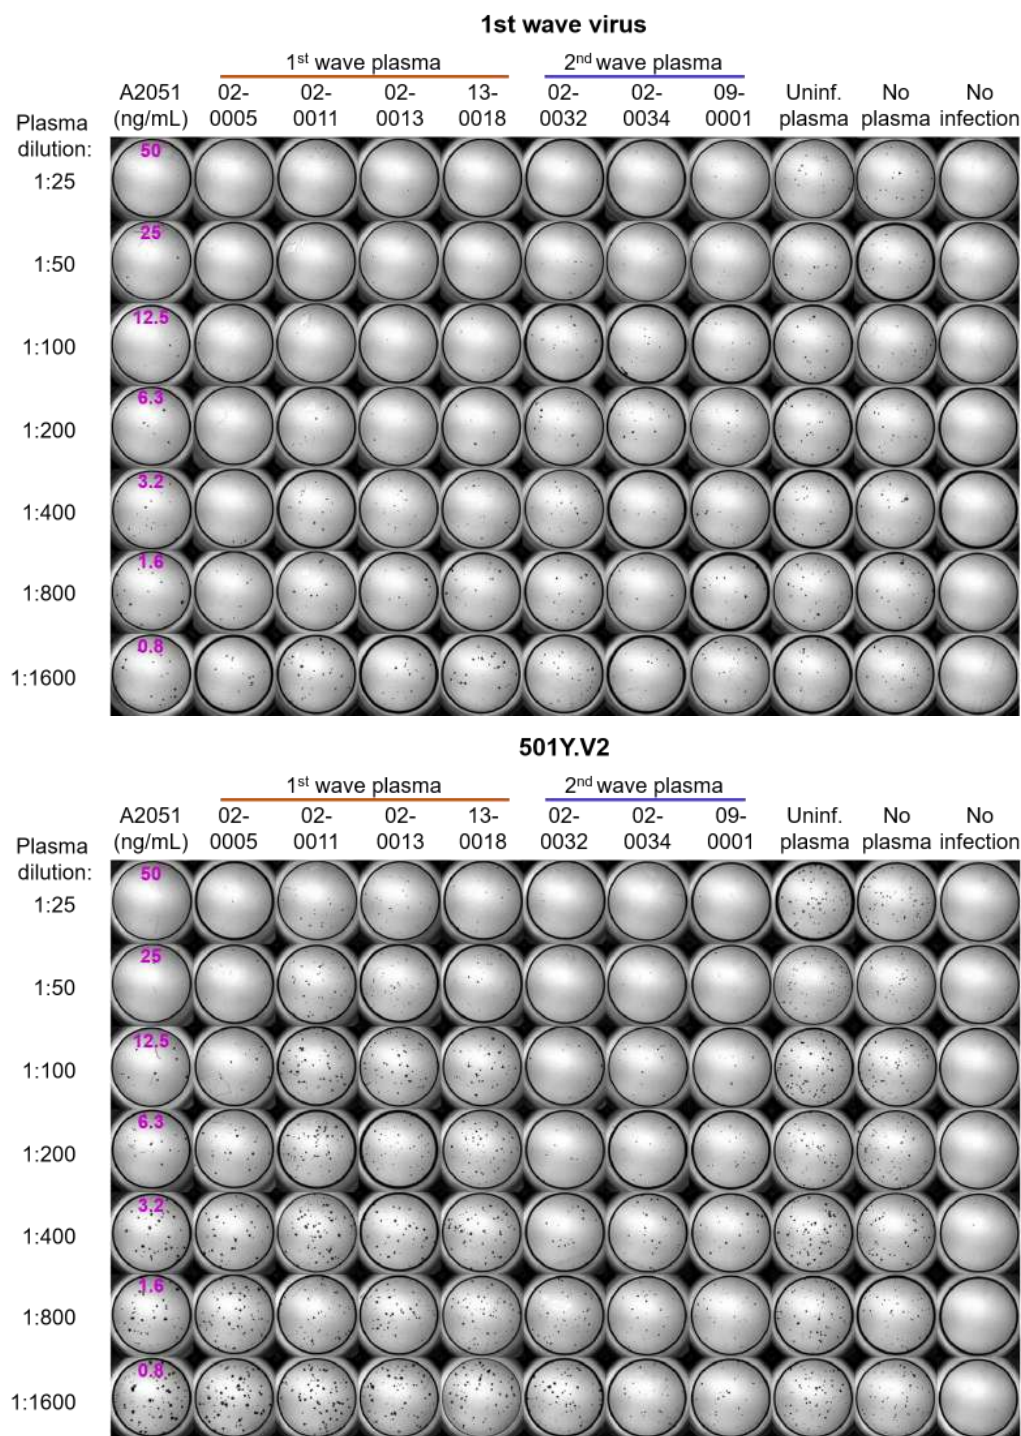 1st wave virus
1st wave plasma 2nd wave plasma
A2051 02- 02- 02- 13- 02- 02- 09- Uninf. No No
Plasma (ng/mL) 0005 0011 0013 0018 0032 0034 0001 plasma plasma infection
dilution: 50
1:25
25
1:50
12.5
1:100
6.3
1:200
3.2
1:400
1.6
1:800
0.8
1:1600
501Y.V2
1st wave plasma 2nd wave plasma
A2051 02- 02- 02- 13- 02- 02- 09- Uninf. No No
Plasma (ng/mL) 0005 0011 0013 0018 0032 0034 0001 plasma plasma infection
dilution: 50
1:25
25
1:50
12.5
1:100
6.3
1:200
3.2
1:400
1.6
1:800
0.8
1:1600